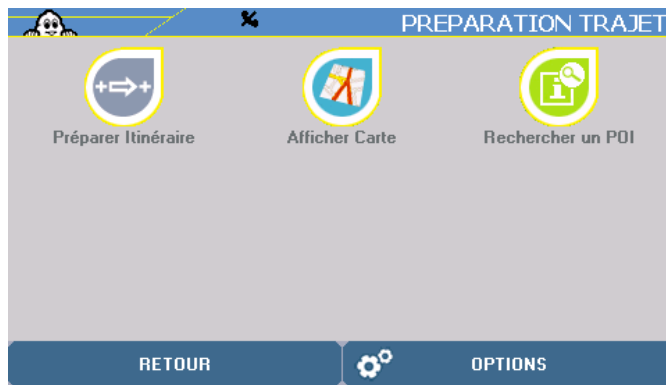 PREPARATION TRAJET
Préparer Itinéraire
Afficher Carte
Rechercher un POI
RETOUR
OPTIONS